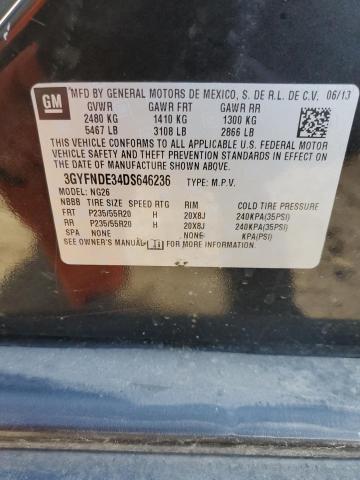 GM
MFD BY GENERAL MOTORS DE MEXICO, S. DE R.L. DE C.V. 06/13
GVWR GAWR FRT GAWR RR
2480 KG 1410 KG 1300 KG
5467 LB 3108 LB 2866 LB
THIS VEHICLE CONFORMS TO ALL APPLICABLE U.S. FEDERAL
MOTOR VEHICLE SAFETY AND THEFT PREVENTION STANDARDS
IN EFFECT ON THE DATE OF MANUFACTURE SHOWN ABOVE.
3GYFNDE34DS646236 TYPE: M.P.V.
MODEL: NG26
NBBB TIRE SIZE SPEED RTG RIM COLD TIRE PRESSURE
FRT P235/55R20 H 20X8J 240KPA(35PSI)
RR P235/55R20 H 20X8J 240KPA(35PSI)
SPA NONE NONE KPA(PSI)
SEE OWNER'S MANUAL FOR MORE INFORMATION.